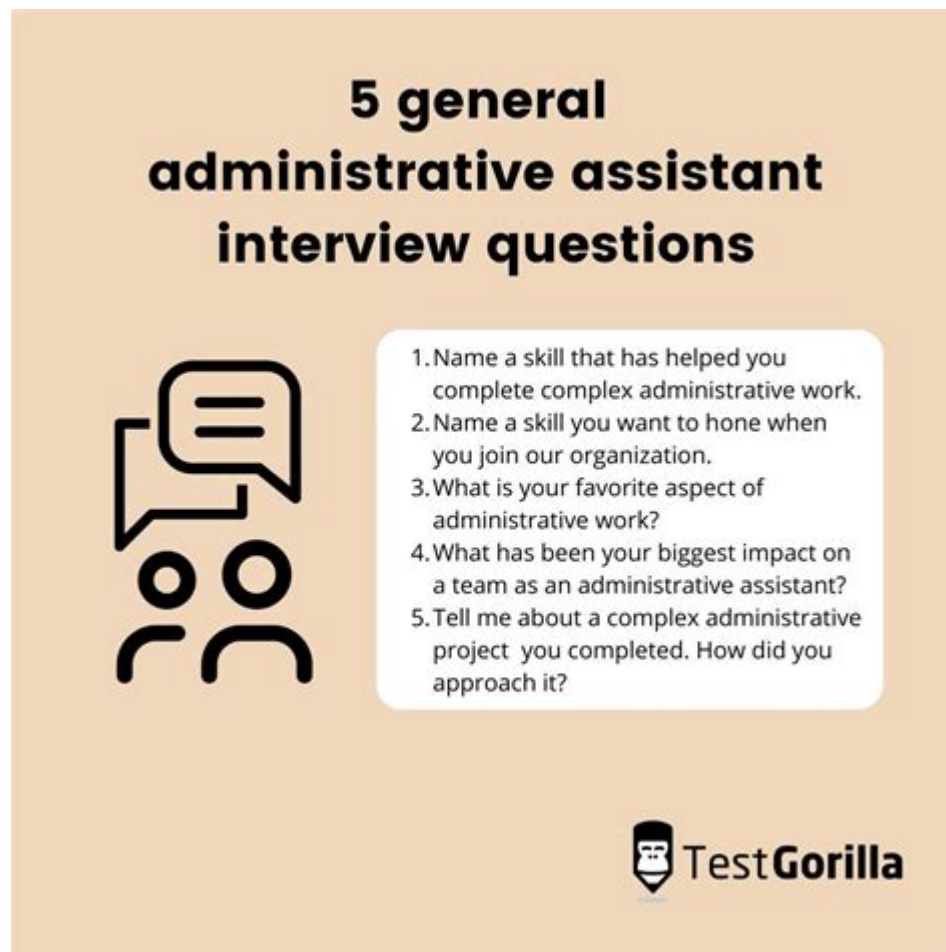 5 general
administrative assistant
interview questions
1. Name a skill that has helped you
complete complex administrative work.
2. Name a skill you want to hone when
you join our organization.
3. What is your favorite aspect of
administrative work?
4. What has been your biggest impact on
a team as an administrative assistant?
5. Tell me about a complex administrative
project you completed. How did you
approach it?
TestGorilla